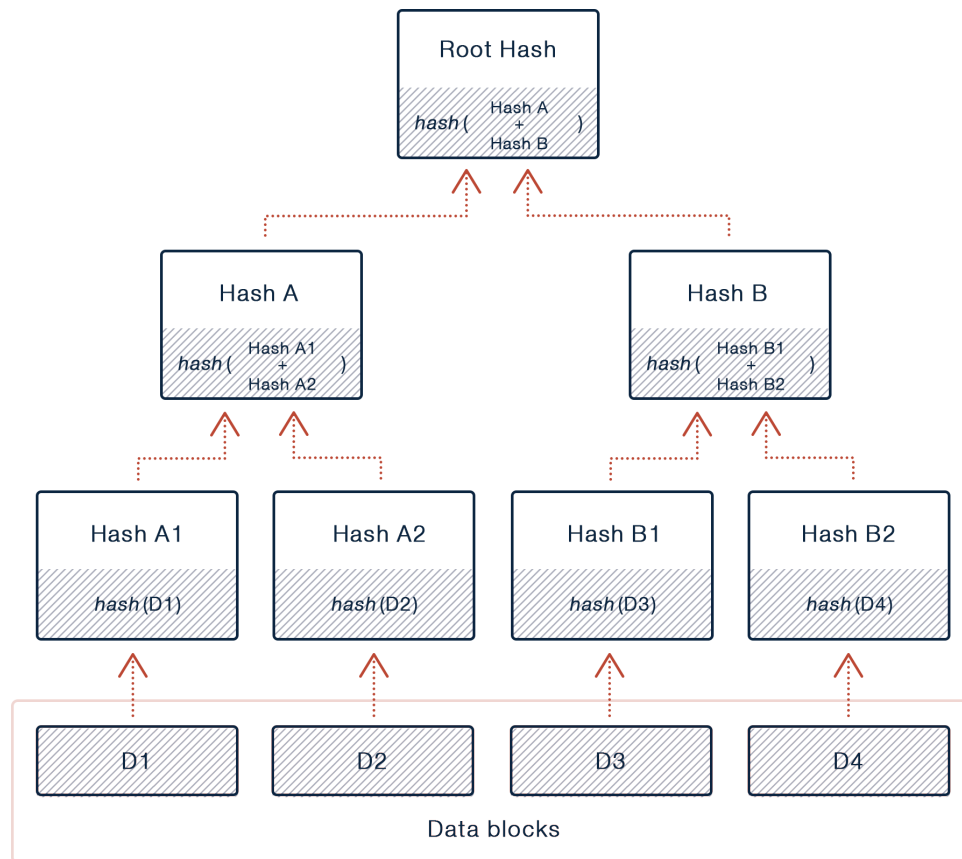 Root Hash
hash( Hash A + Hash B )
Hash A
hash( Hash A1 + Hash A2 )
Hash B
hash( Hash B1 + Hash B2 )
Hash A1
hash(D1)
Hash A2
hash(D2)
Hash B1
hash(D3)
Hash B2
hash(D4)
D1
D2
D3
D4
Data blocks